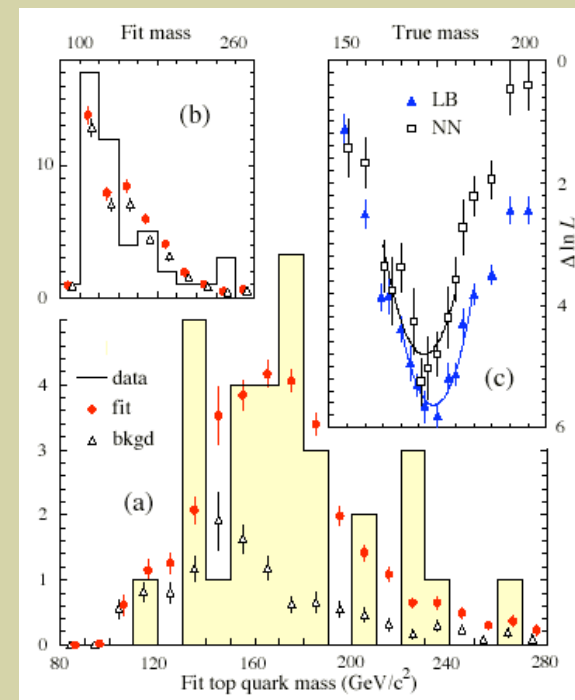 Fit mass
100 260
True mass
150 200
(b)
10
0
LB
NN
0
2
4
6
Δ ln L
(c)
data
fit
bkgd
(a)
4
3
2
1
0
80 120 160 200 240 280
Fit top quark mass (GeV/c²)